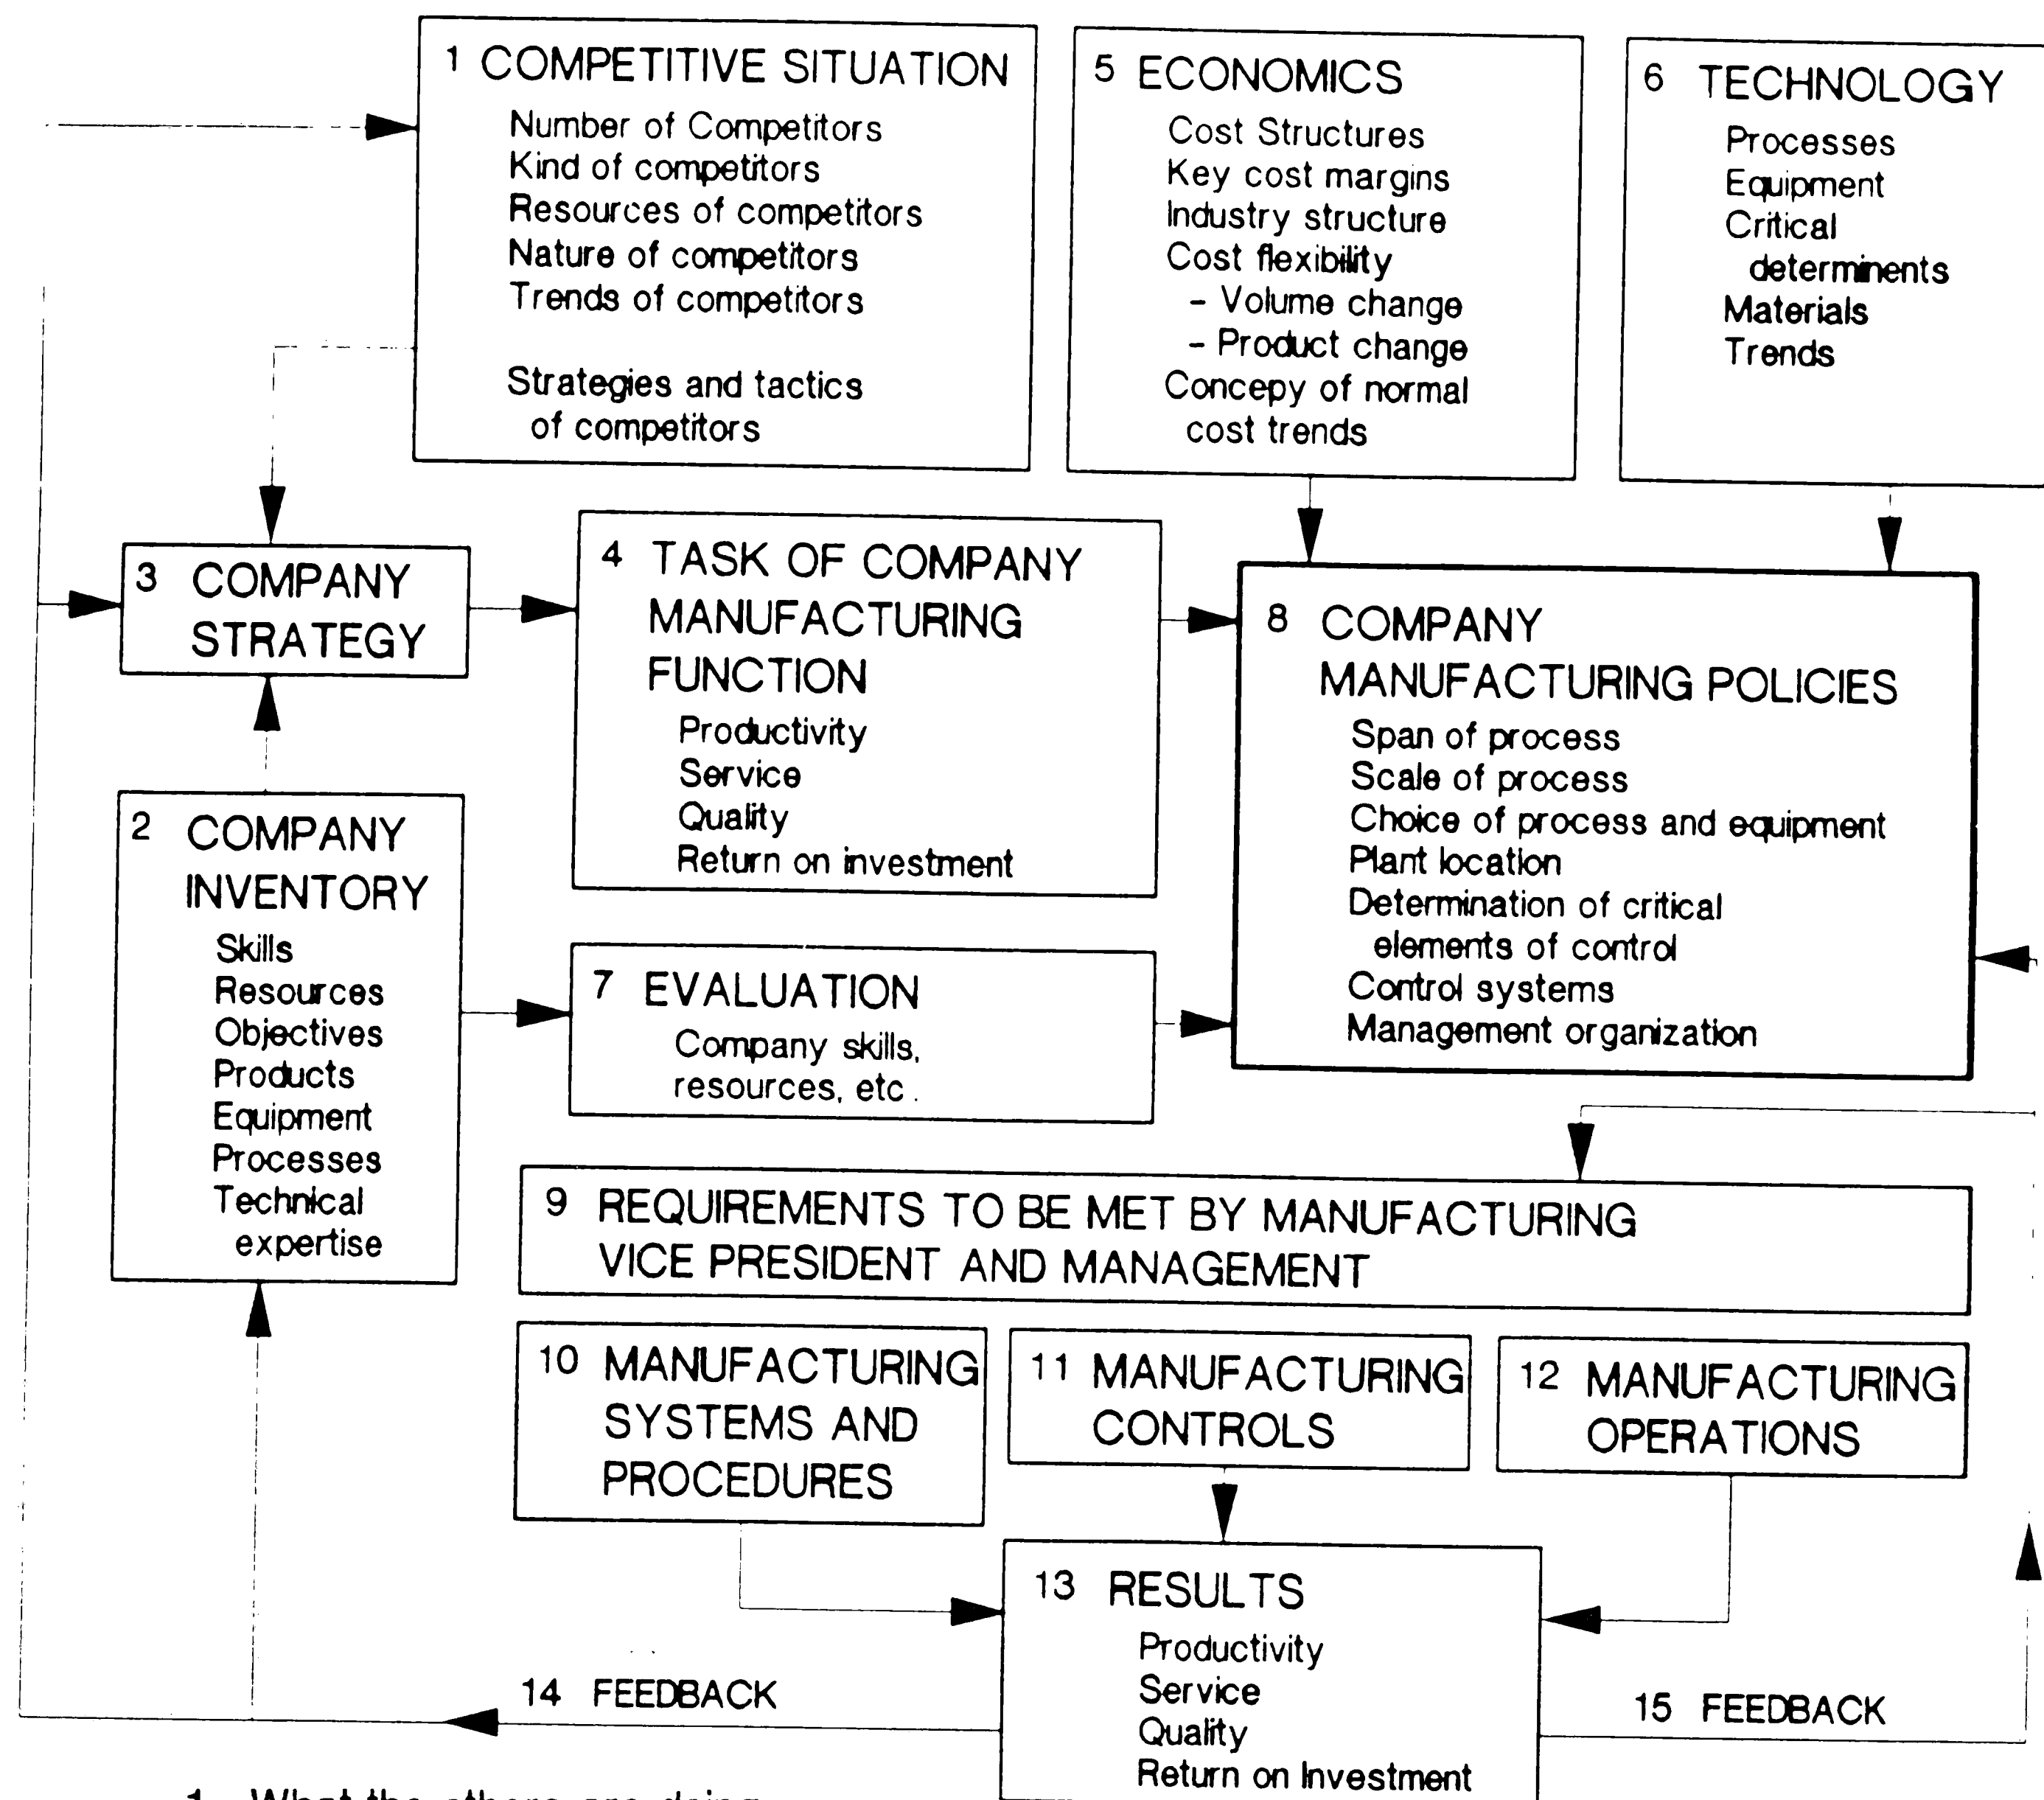 1 COMPETITIVE SITUATION
Number of Competitors
Kind of competitors
Resources of competitors
Nature of competitors
Trends of competitors
Strategies and tactics
of competitors
5 ECONOMICS
Cost Structures
Key cost margins
Industry structure
Cost flexibility
- Volume change
- Product change
Concepy of normal
cost trends
6 TECHNOLOGY
Processes
Equipment
Critical
determinents
Materials
Trends
3 COMPANY
STRATEGY
4 TASK OF COMPANY
MANUFACTURING
FUNCTION
Productivity
Service
Quality
Return on investment
8 COMPANY
MANUFACTURING POLICIES
Span of process
Scale of process
Choice of process and equipment
Plant location
Determination of critical
elements of control
Control systems
Management organization
2 COMPANY
INVENTORY
Skills
Resources
Objectives
Products
Equipment
Processes
Technical
expertise
7 EVALUATION
Company skills,
resources, etc.
9 REQUIREMENTS TO BE MET BY MANUFACTURING
VICE PRESIDENT AND MANAGEMENT
10 MANUFACTURING
SYSTEMS AND
PROCEDURES
11 MANUFACTURING
CONTROLS
12 MANUFACTURING
OPERATIONS
13 RESULTS
Productivity
Service
Quality
Return on Investment
14 FEEDBACK
15 FEEDBACK
1 What the others are doing